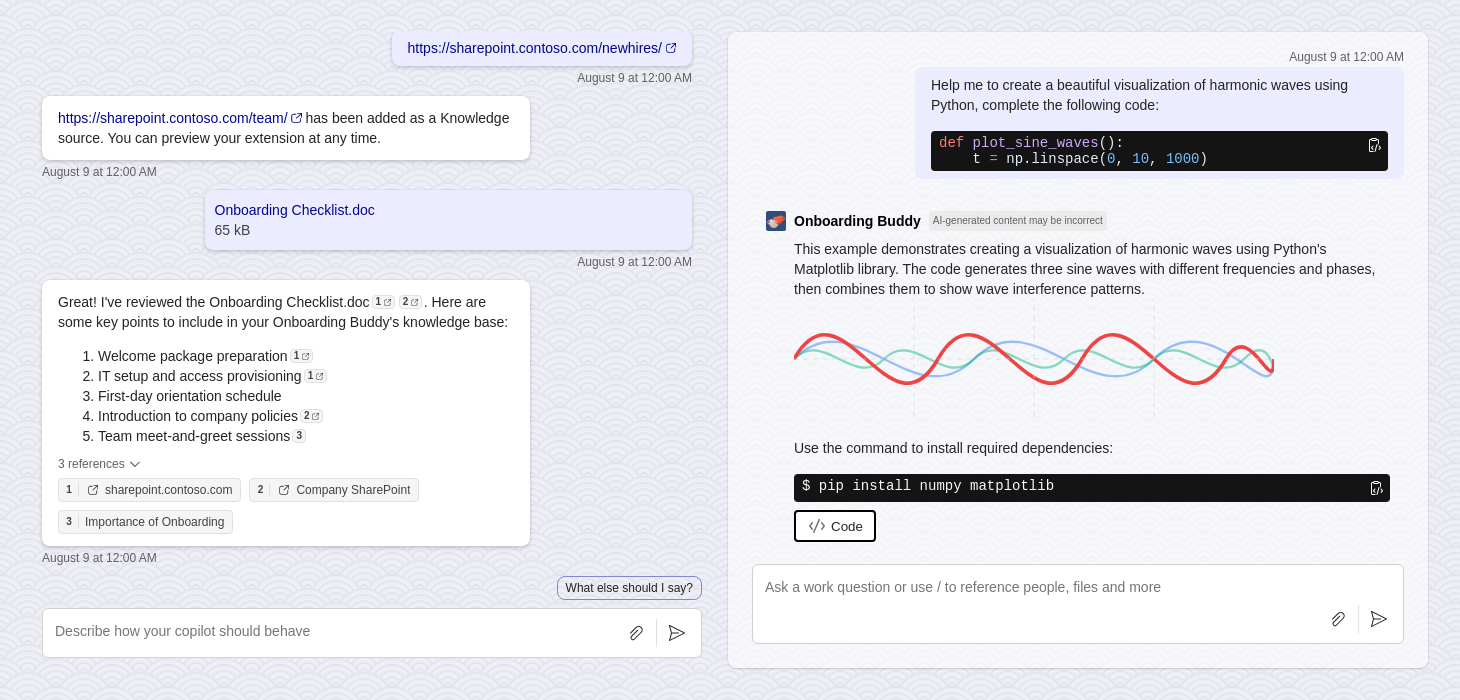 https://sharepoint.contoso.com/newhires/
August 9 at 12:00 AM
https://sharepoint.contoso.com/team/ has been added as a Knowledge
source. You can preview your extension at any time.
August 9 at 12:00 AM
Onboarding Checklist.doc
65 kB
August 9 at 12:00 AM
Great! I've reviewed the Onboarding Checklist.doc 1 2 . Here are
some key points to include in your Onboarding Buddy's knowledge base:
1. Welcome package preparation 1
2. IT setup and access provisioning 1
3. First-day orientation schedule
4. Introduction to company policies 2
5. Team meet-and-greet sessions 3
3 references
1 sharepoint.contoso.com 2 Company SharePoint
3 Importance of Onboarding
August 9 at 12:00 AM
What else should I say?
Describe how your copilot should behave
August 9 at 12:00 AM
Help me to create a beautiful visualization of harmonic waves using
Python, complete the following code:
def plot_sine_waves():
    t = np.linspace(0, 10, 1000)
Onboarding Buddy AI-generated content may be incorrect
This example demonstrates creating a visualization of harmonic waves using Python's
Matplotlib library. The code generates three sine waves with different frequencies and phases,
then combines them to show wave interference patterns.
Use the command to install required dependencies:
$ pip install numpy matplotlib
Code
Ask a work question or use / to reference people, files and more